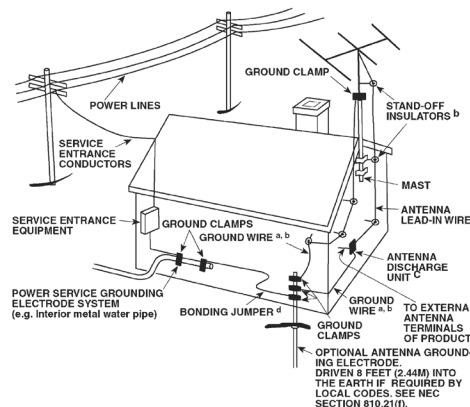 GROUND CLAMP
POWER LINES
STAND-OFF
INSULATORS b
SERVICE
ENTRANCE
CONDUCTORS
MAST
ANTENNA
LEAD-IN WIRE
SERVICE ENTRANCE
EQUIPMENT
GROUND CLAMPS
GROUND WIRE a, b
ANTENNA
DISCHARGE
UNIT C
POWER SERVICE GROUNDING
ELECTRODE SYSTEM
(e.g. Interior metal water pipe)
BONDING JUMPER d
GROUND
WIRE a, b
GROUND
CLAMPS
TO EXTERNA
ANTENNA
TERMINALS
OF PRODUCT
OPTIONAL ANTENNA GROUND-
ING ELECTRODE.
DRIVEN 8 FEET (2.44M) INTO
THE EARTH IF REQUIRED BY
LOCAL CODES. SEE NEC
SECTION 810.21(f).